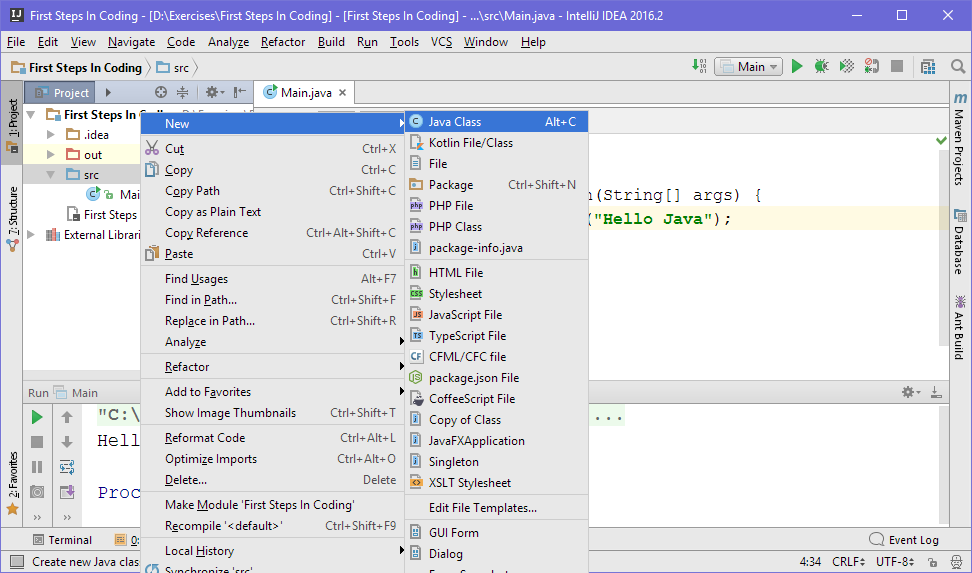 First Steps In Coding - [D:\Exercises\First Steps In Coding] - [First Steps In Coding] - ...\src\Main.java - IntelliJ IDEA 2016.2
File Edit View Navigate Code Analyze Refactor Build Run Tools VCS Window Help
First Steps In Coding src Main
Project Main.java
1: Project
7: Structure
2: Favorites
First Steps In C
.idea
out
src
Mai
First Steps
External Librari
New
Cut Ctrl+X
Copy Ctrl+C
Copy Path Ctrl+Shift+C
Copy as Plain Text
Copy Reference Ctrl+Alt+Shift+C
Paste Ctrl+V
Find Usages Alt+F7
Find in Path... Ctrl+Shift+F
Replace in Path... Ctrl+Shift+R
Analyze
Refactor
Add to Favorites
Show Image Thumbnails Ctrl+Shift+T
Reformat Code Ctrl+Alt+L
Optimize Imports Ctrl+Alt+O
Delete... Delete
Make Module 'First Steps In Coding'
Recompile '<default>' Ctrl+Shift+F9
Local History
Synchronize 'src'
Java Class Alt+C
Kotlin File/Class
File
Package Ctrl+Shift+N
PHP File
PHP Class
package-info.java
HTML File
Stylesheet
JavaScript File
TypeScript File
CFML/CFC file
package.json File
CoffeeScript File
Copy of Class
JavaFXApplication
Singleton
XSLT Stylesheet
Edit File Templates...
GUI Form
Dialog
n(String[] args) {
("Hello Java");
Maven Projects
Database
Ant Build
Run Main
"C:\ ...
Hell
Proc
Terminal 0: Event Log
Create new Java clas 4:34 CRLF UTF-8